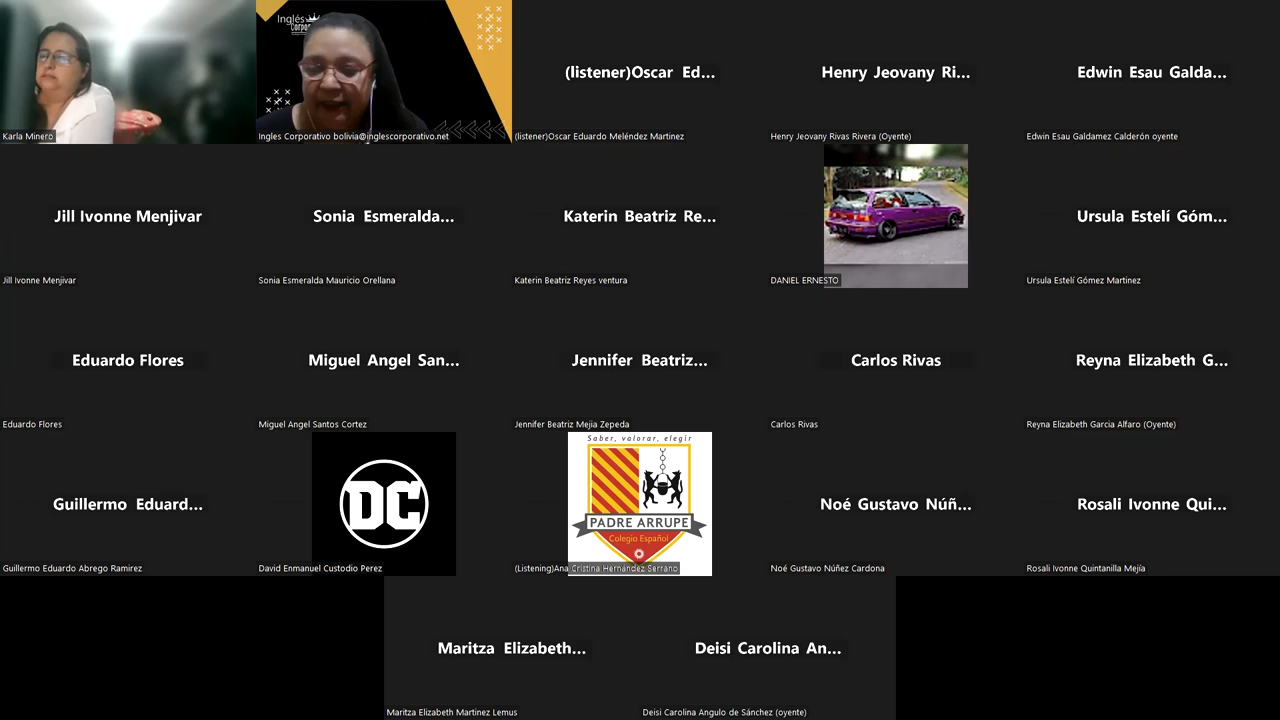 Inglés
Karla Minero
Ingles Corporativo bolivia@inglescorporativo.net
(listener)Oscar Ed...
(listener)Oscar Eduardo Meléndez Martinez
Henry Jeovany Ri...
Henry Jeovany Rivas Rivera (Oyente)
Edwin Esau Galda...
Edwin Esau Galdamez Calderón oyente
Jill Ivonne Menjivar
Jill Ivonne Menjivar
Sonia Esmeralda...
Sonia Esmeralda Mauricio Orellana
Katerin Beatriz Re...
Katerin Beatriz Reyes ventura
DANIEL ERNESTO
Ursula Estelí Góm...
Ursula Estelí Gómez Martinez
Eduardo Flores
Eduardo Flores
Miguel Angel San...
Miguel Angel Santos Cortez
Jennifer Beatriz...
Jennifer Beatriz Mejia Zepeda
Carlos Rivas
Carlos Rivas
Reyna Elizabeth G...
Reyna Elizabeth Garcia Alfaro (Oyente)
Guillermo Eduard...
Guillermo Eduardo Abrego Ramirez
DC
David Enmanuel Custodio Perez
Saber, valorar, elegir
PADRE ARRUPE
Colegio Español
(Listening)Ana Cristina Hernández Serrano
Noé Gustavo Núñ...
Noé Gustavo Núñez Cardona
Rosali Ivonne Qui...
Rosali Ivonne Quintanilla Mejía
Maritza Elizabeth...
Maritza Elizabeth Martinez Lemus
Deisi Carolina An...
Deisi Carolina Angulo de Sánchez (oyente)